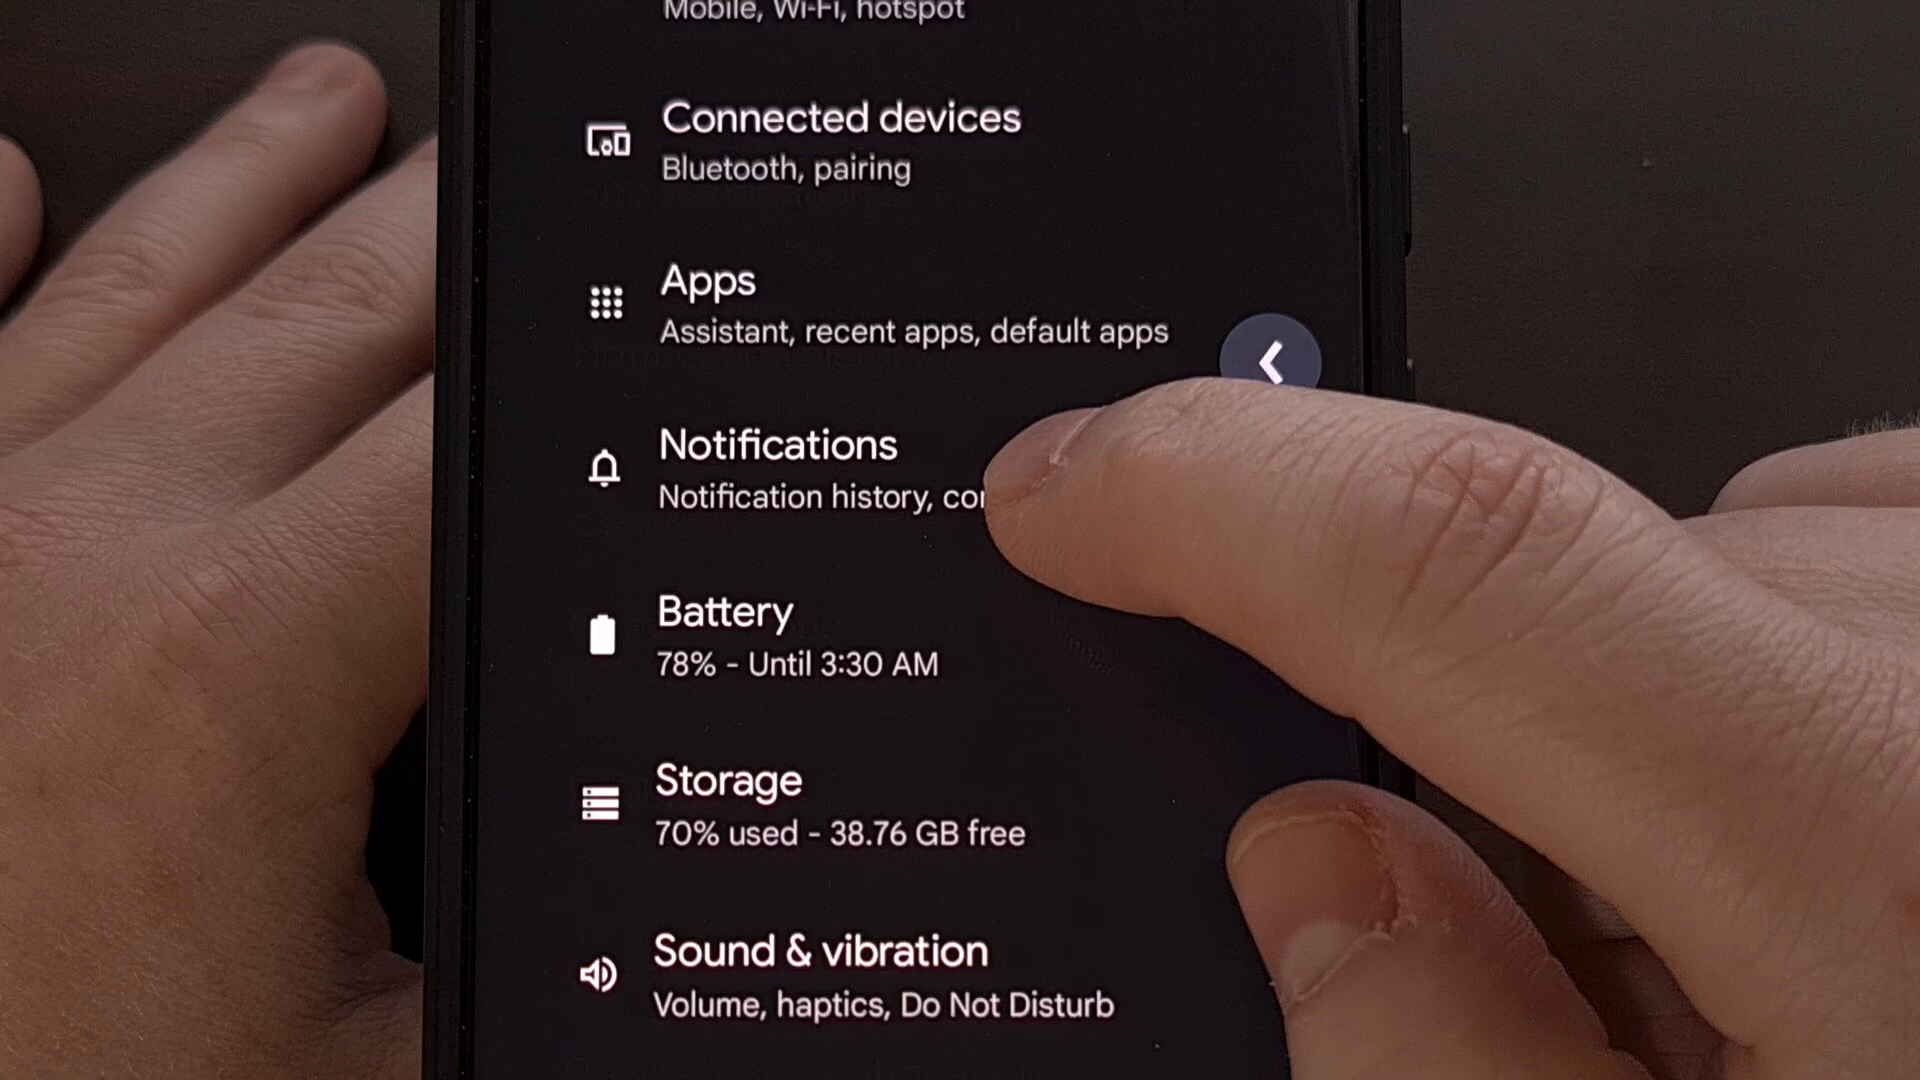 Mobile, Wi-Fi, hotspot
Connected devices
Bluetooth, pairing
Apps
Assistant, recent apps, default apps
Notifications
Notification history,
Battery
78% - Until 3:30 AM
Storage
70% used - 38.76 GB free
Sound & vibration
Volume, haptics, Do Not Disturb